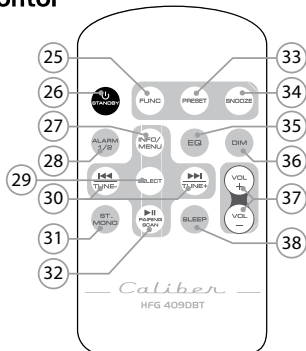 ontor
25
33
26
STANDBY
FUNC
PRESET
SNOOZE
34
27
35
ALARM
1/2
INFO/
MENU
EQ
DIM
28
36
29
TUNE-
SELECT
TUNE+
VOL
+
30
37
ST.
MONO
PAIRING
SCAN
SLEEP
VOL
–
31
32
38
Caliber
HFG 409DBT